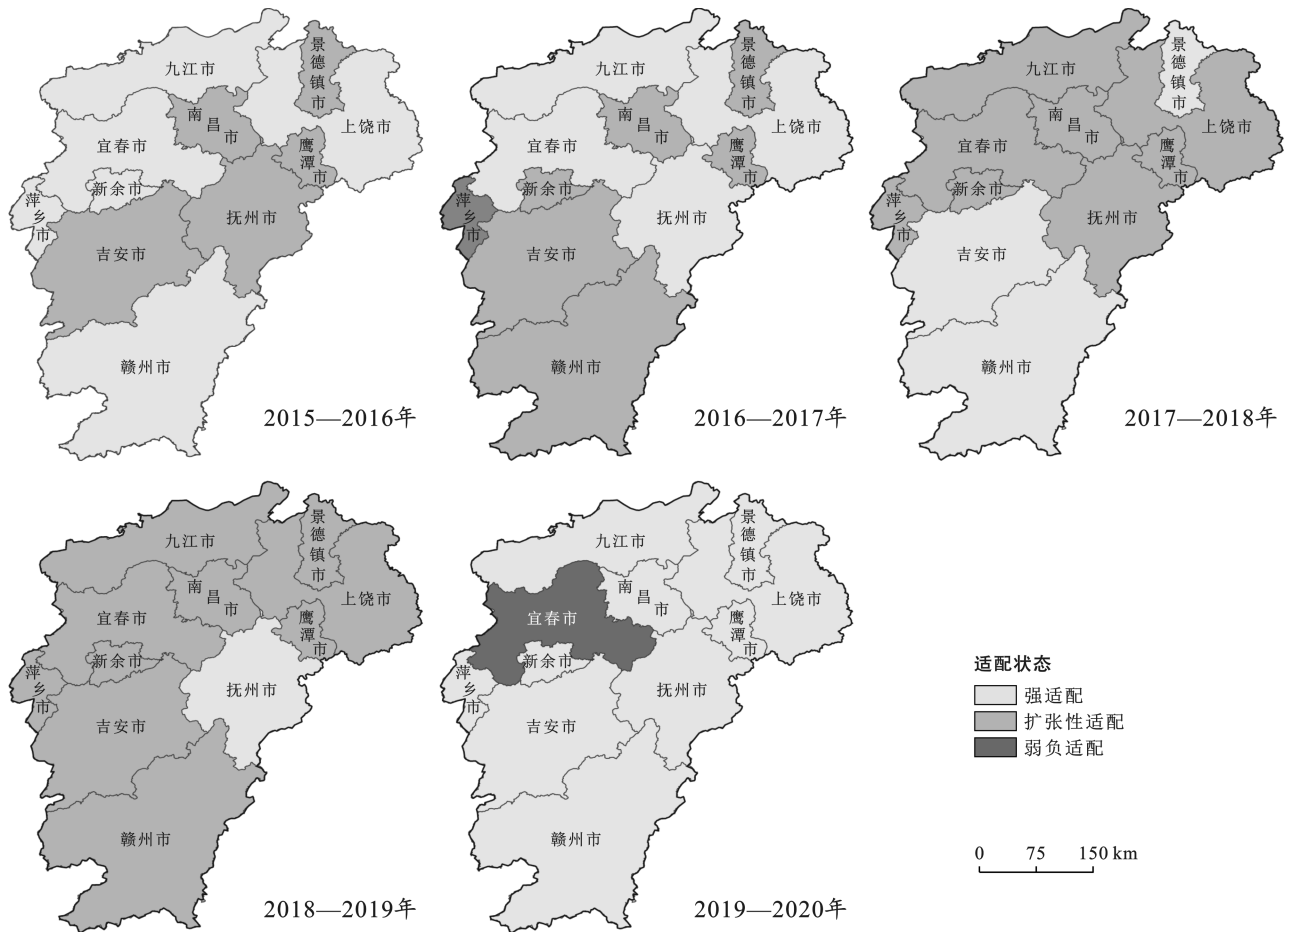 九江市
景德镇市
南昌市
上饶市
宜春市
鹰潭市
新余市
萍乡市
抚州市
吉安市
赣州市
2015—2016年
九江市
景德镇市
南昌市
上饶市
宜春市
鹰潭市
新余市
萍乡市
抚州市
吉安市
赣州市
2016—2017年
九江市
景德镇市
南昌市
上饶市
宜春市
鹰潭市
新余市
萍乡市
抚州市
吉安市
赣州市
2017—2018年
九江市
景德镇市
南昌市
上饶市
宜春市
鹰潭市
新余市
萍乡市
抚州市
吉安市
赣州市
2018—2019年
九江市
景德镇市
南昌市
上饶市
宜春市
鹰潭市
新余市
萍乡市
抚州市
吉安市
赣州市
2019—2020年
适配状态
强适配
扩张性适配
弱负适配
0 75 150 km